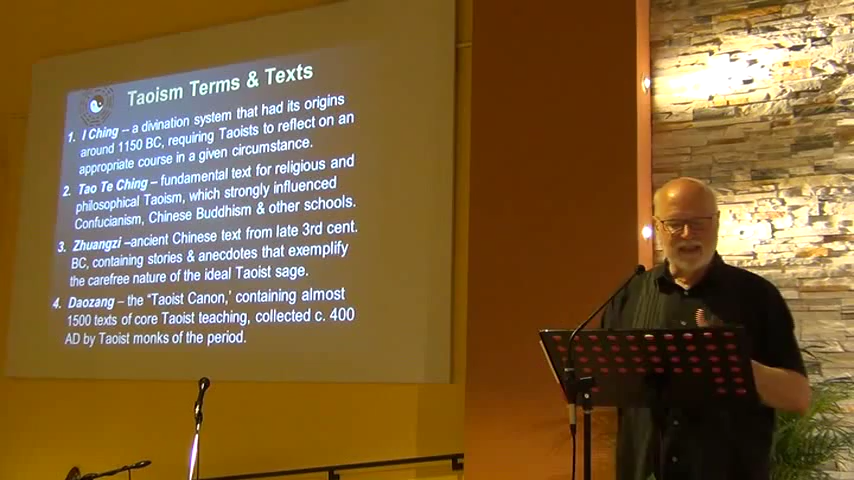 Taoism Terms & Texts
1. I Ching – a divination system that had its origins
around 1150 BC, requiring Taoists to reflect on an
appropriate course in a given circumstance.
2. Tao Te Ching – fundamental text for religious and
philosophical Taoism, which strongly influenced
Confucianism, Chinese Buddhism & other schools.
3. Zhuangzi –ancient Chinese text from late 3rd cent.
BC, containing stories & anecdotes that exemplify
the carefree nature of the ideal Taoist sage.
4. Daozang – the “Taoist Canon,’ containing almost
1500 texts of core Taoist teaching, collected c. 400
AD by Taoist monks of the period.